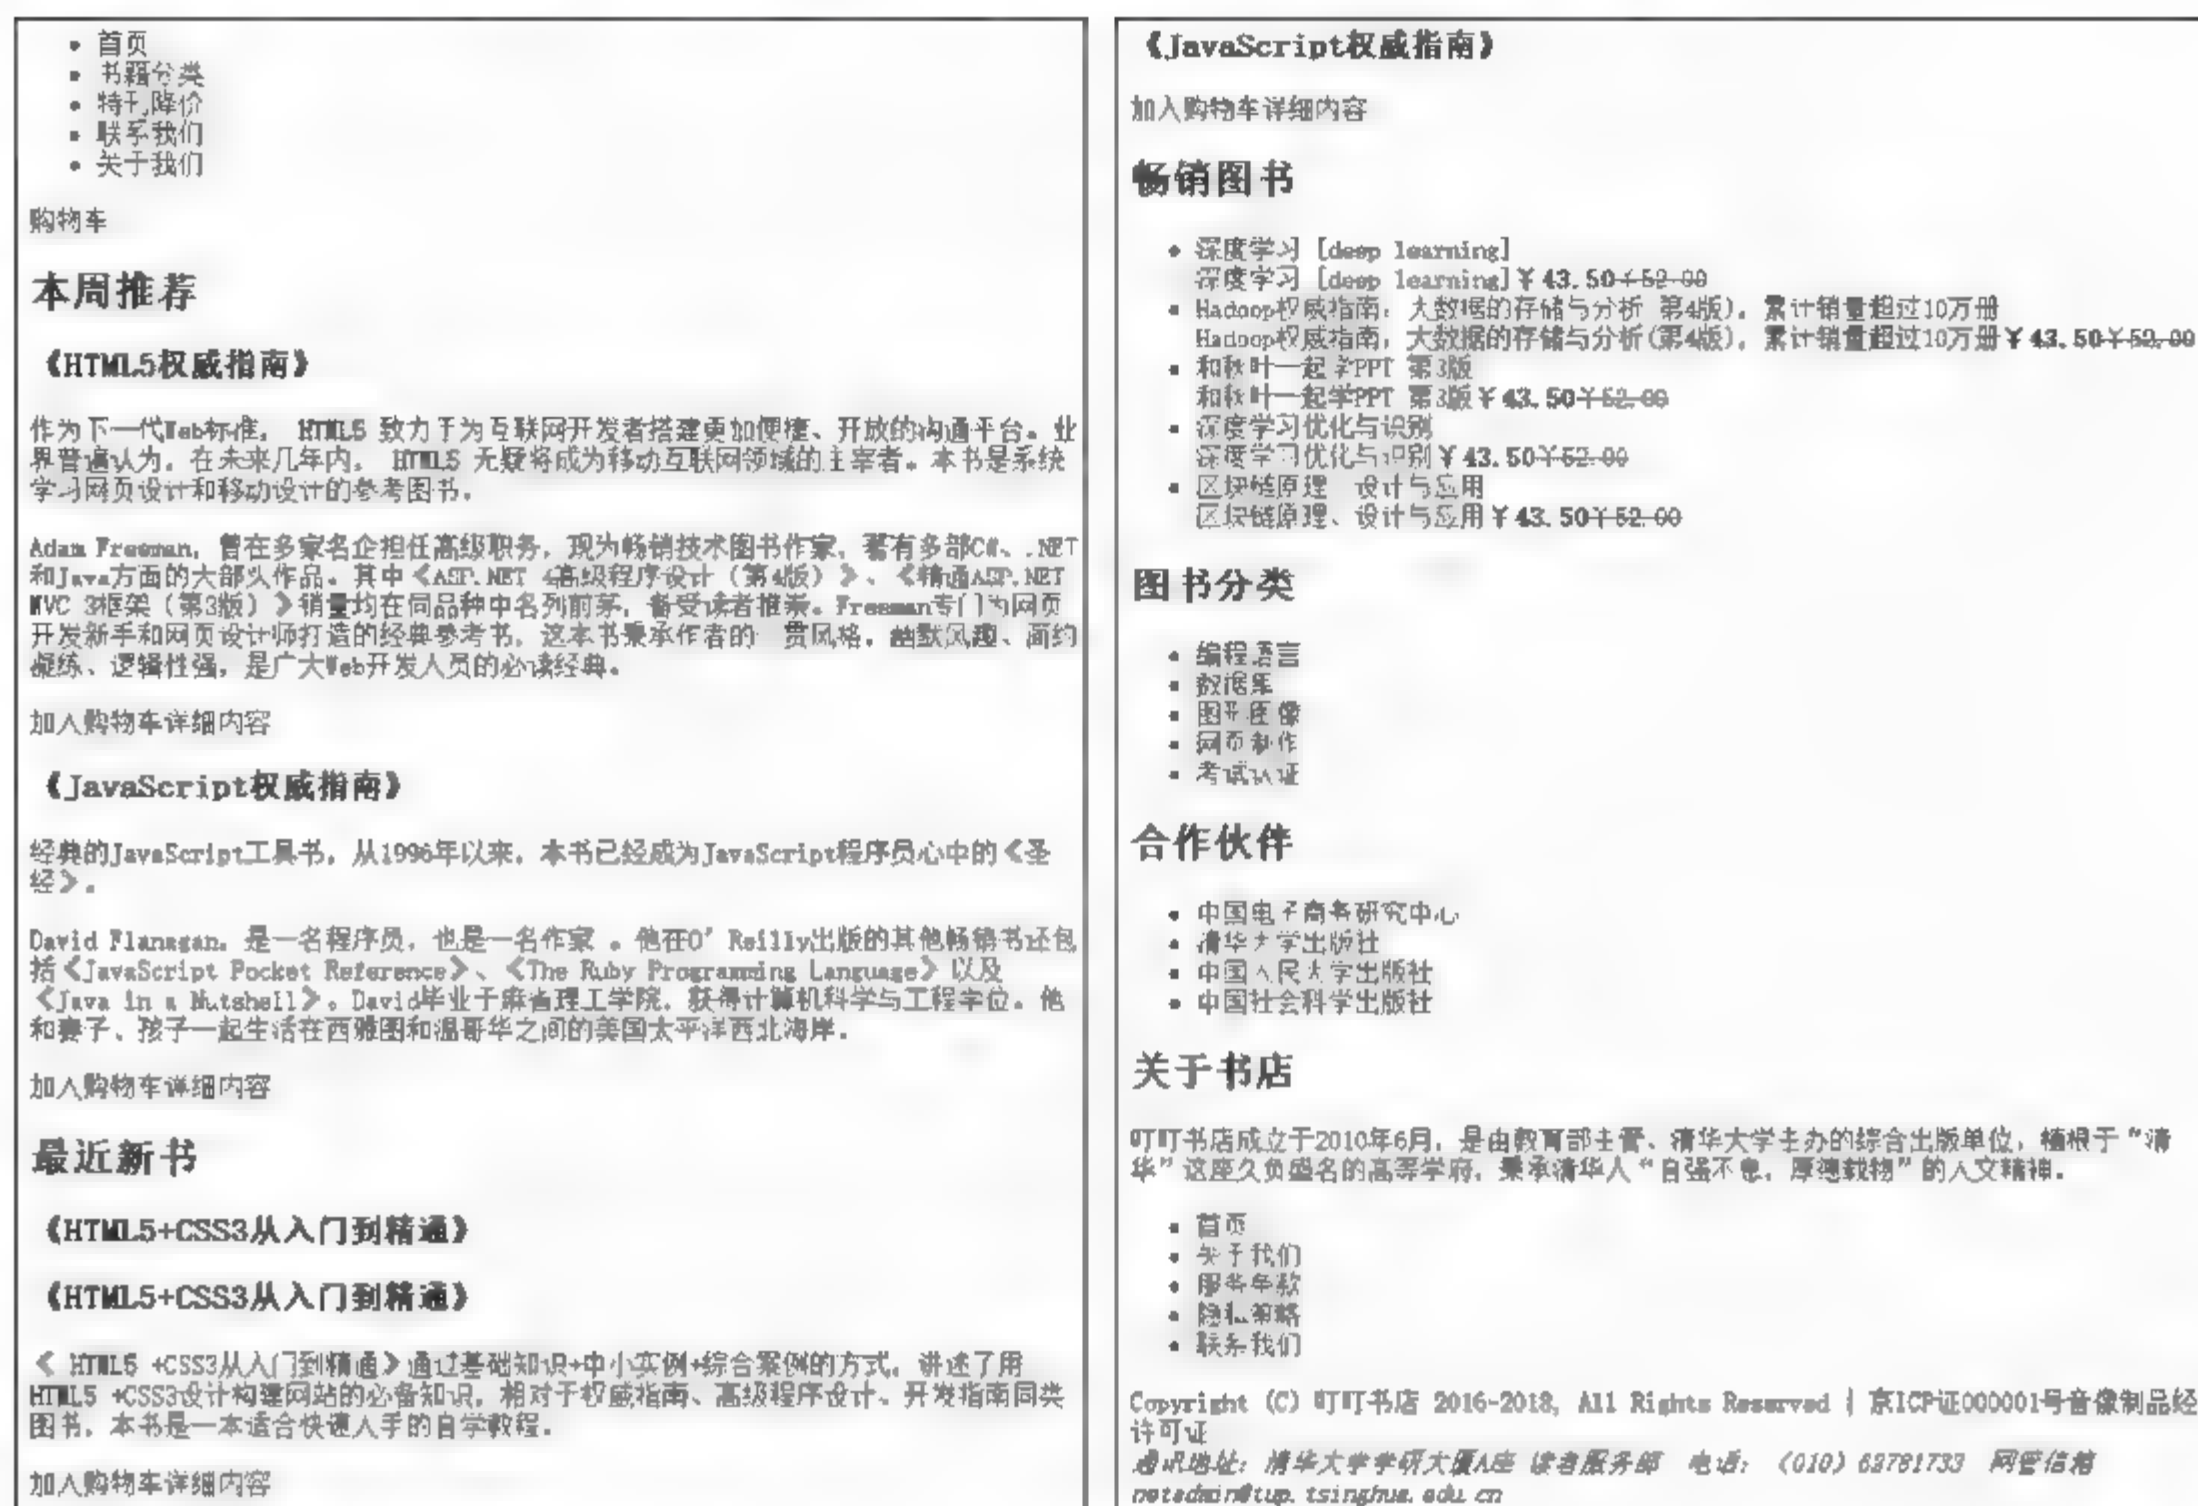 首页
书籍分类
特刊降价
联系我们
关于我们
购物车
本周推荐
《HTML5权威指南》
作为下一代Web标准, HTML5 致力于为互联网开发者搭建更加便捷、开放的沟通平台。业
界普遍认为,在未来几年内, HTML5 无疑将成为移动互联网领域的主宰者。本书是系统
学习网页设计和移动设计的参考图书。
Adam Freeman,曾在多家名企担任高级职务,现为畅销技术图书作家,著有多部C#、.NET
和Java方面的大部头作品。其中《ASP.NET 4高级程序设计(第4版)》、《精通ASP.NET
MVC 3框架(第3版)》销量均在同品种中名列前茅,备受读者推崇。Freeman专门为网页
开发新手和网页设计师打造的经典参考书,这本书秉承作者的一贯风格,幽默风趣、简约
凝练、逻辑性强,是广大Web开发人员的必读经典。
加入购物车详细内容
《JavaScript权威指南》
经典的JavaScript工具书,从1996年以来,本书已经成为JavaScript程序员心中的《圣
经》。
David Flanagan,是一名程序员,也是一名作家 。他在O’Reilly出版的其他畅销书还包
括《JavaScript Pocket Reference》、《The Ruby Programming Language》以及
《Java in a Nutshell》。David毕业于麻省理工学院,获得计算机科学与工程学位。他
和妻子、孩子一起生活在西雅图和温哥华之间的美国太平洋西北海岸。
加入购物车详细内容
最近新书
《HTML5+CSS3从入门到精通》
《HTML5+CSS3从入门到精通》
《 HTML5 +CSS3从入门到精通》通过基础知识+中小实例+综合案例的方式,讲述了用
HTML5 +CSS3设计构建网站的必备知识,相对于权威指南、高级程序设计、开发指南同类
图书,本书是一本适合快速入手的自学教程。
加入购物车详细内容
《JavaScript权威指南》
加入购物车详细内容
畅销图书
深度学习 [deep learning]
深度学习 [deep learning]￥43.50￥52.00
Hadoop权威指南:大数据的存储与分析 第4版),累计销量超过10万册
Hadoop权威指南:大数据的存储与分析(第4版),累计销量超过10万册￥43.50￥52.00
和秋叶一起学PPT 第3版
和秋叶一起学PPT 第3版￥43.50￥52.00
深度学习优化与识别
深度学习优化与识别￥43.50￥52.00
区块链原理 设计与应用
区块链原理、设计与应用￥43.50￥52.00
图书分类
编程语言
数据库
图形图像
网页制作
考试认证
合作伙伴
中国电子商务研究中心
清华大学出版社
中国人民大学出版社
中国社会科学出版社
关于书店
叮叮书店成立于2010年6月,是由教育部主管、清华大学主办的综合出版单位,植根于“清
华”这座久负盛名的高等学府,秉承清华人“自强不息,厚德载物”的人文精神。
首页
关于我们
服务条款
隐私策略
联系我们
Copyright (C) 叮叮书店 2016-2018, All Rights Reserved | 京ICP证000001号音像制品经
许可证
通讯地址:清华大学学研大厦A座 读者服务部 电话: (010) 62781733 网管信箱
netadmin@tup.tsinghua.edu.cn